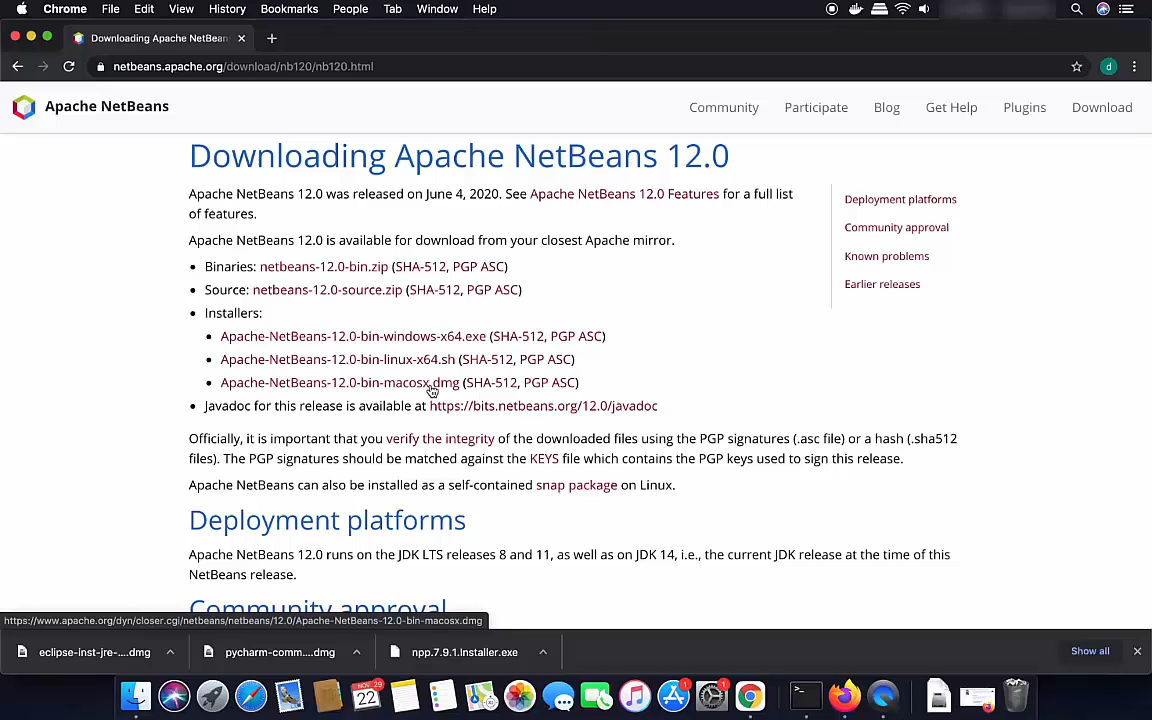 Chrome File Edit View History Bookmarks People Tab Window Help
Downloading Apache NetBean
netbeans.apache.org/download/nb120/nb120.html
d
Apache NetBeans
Community Participate Blog Get Help Plugins Download
Downloading Apache NetBeans 12.0
Apache NetBeans 12.0 was released on June 4, 2020. See Apache NetBeans 12.0 Features for a full list
of features.
Apache NetBeans 12.0 is available for download from your closest Apache mirror.
• Binaries: netbeans-12.0-bin.zip (SHA-512, PGP ASC)
• Source: netbeans-12.0-source.zip (SHA-512, PGP ASC)
• Installers:
• Apache-NetBeans-12.0-bin-windows-x64.exe (SHA-512, PGP ASC)
• Apache-NetBeans-12.0-bin-linux-x64.sh (SHA-512, PGP ASC)
• Apache-NetBeans-12.0-bin-macosx.dmg (SHA-512, PGP ASC)
• Javadoc for this release is available at https://bits.netbeans.org/12.0/javadoc
Deployment platforms
Community approval
Known problems
Earlier releases
Officially, it is important that you verify the integrity of the downloaded files using the PGP signatures (.asc file) or a hash (.sha512
files). The PGP signatures should be matched against the KEYS file which contains the PGP keys used to sign this release.
Apache NetBeans can also be installed as a self-contained snap package on Linux.
Deployment platforms
Apache NetBeans 12.0 runs on the JDK LTS releases 8 and 11, as well as on JDK 14, i.e., the current JDK release at the time of this
NetBeans release.
Community approval
https://www.apache.org/dyn/closer.cgi/netbeans/netbeans/12.0/Apache-NetBeans-12.0-bin-macosx.dmg
eclipse-inst-jre-....dmg pycharm-comm....dmg npp.7.9.1.Installer.exe Show all
NOV 29
22
1
1